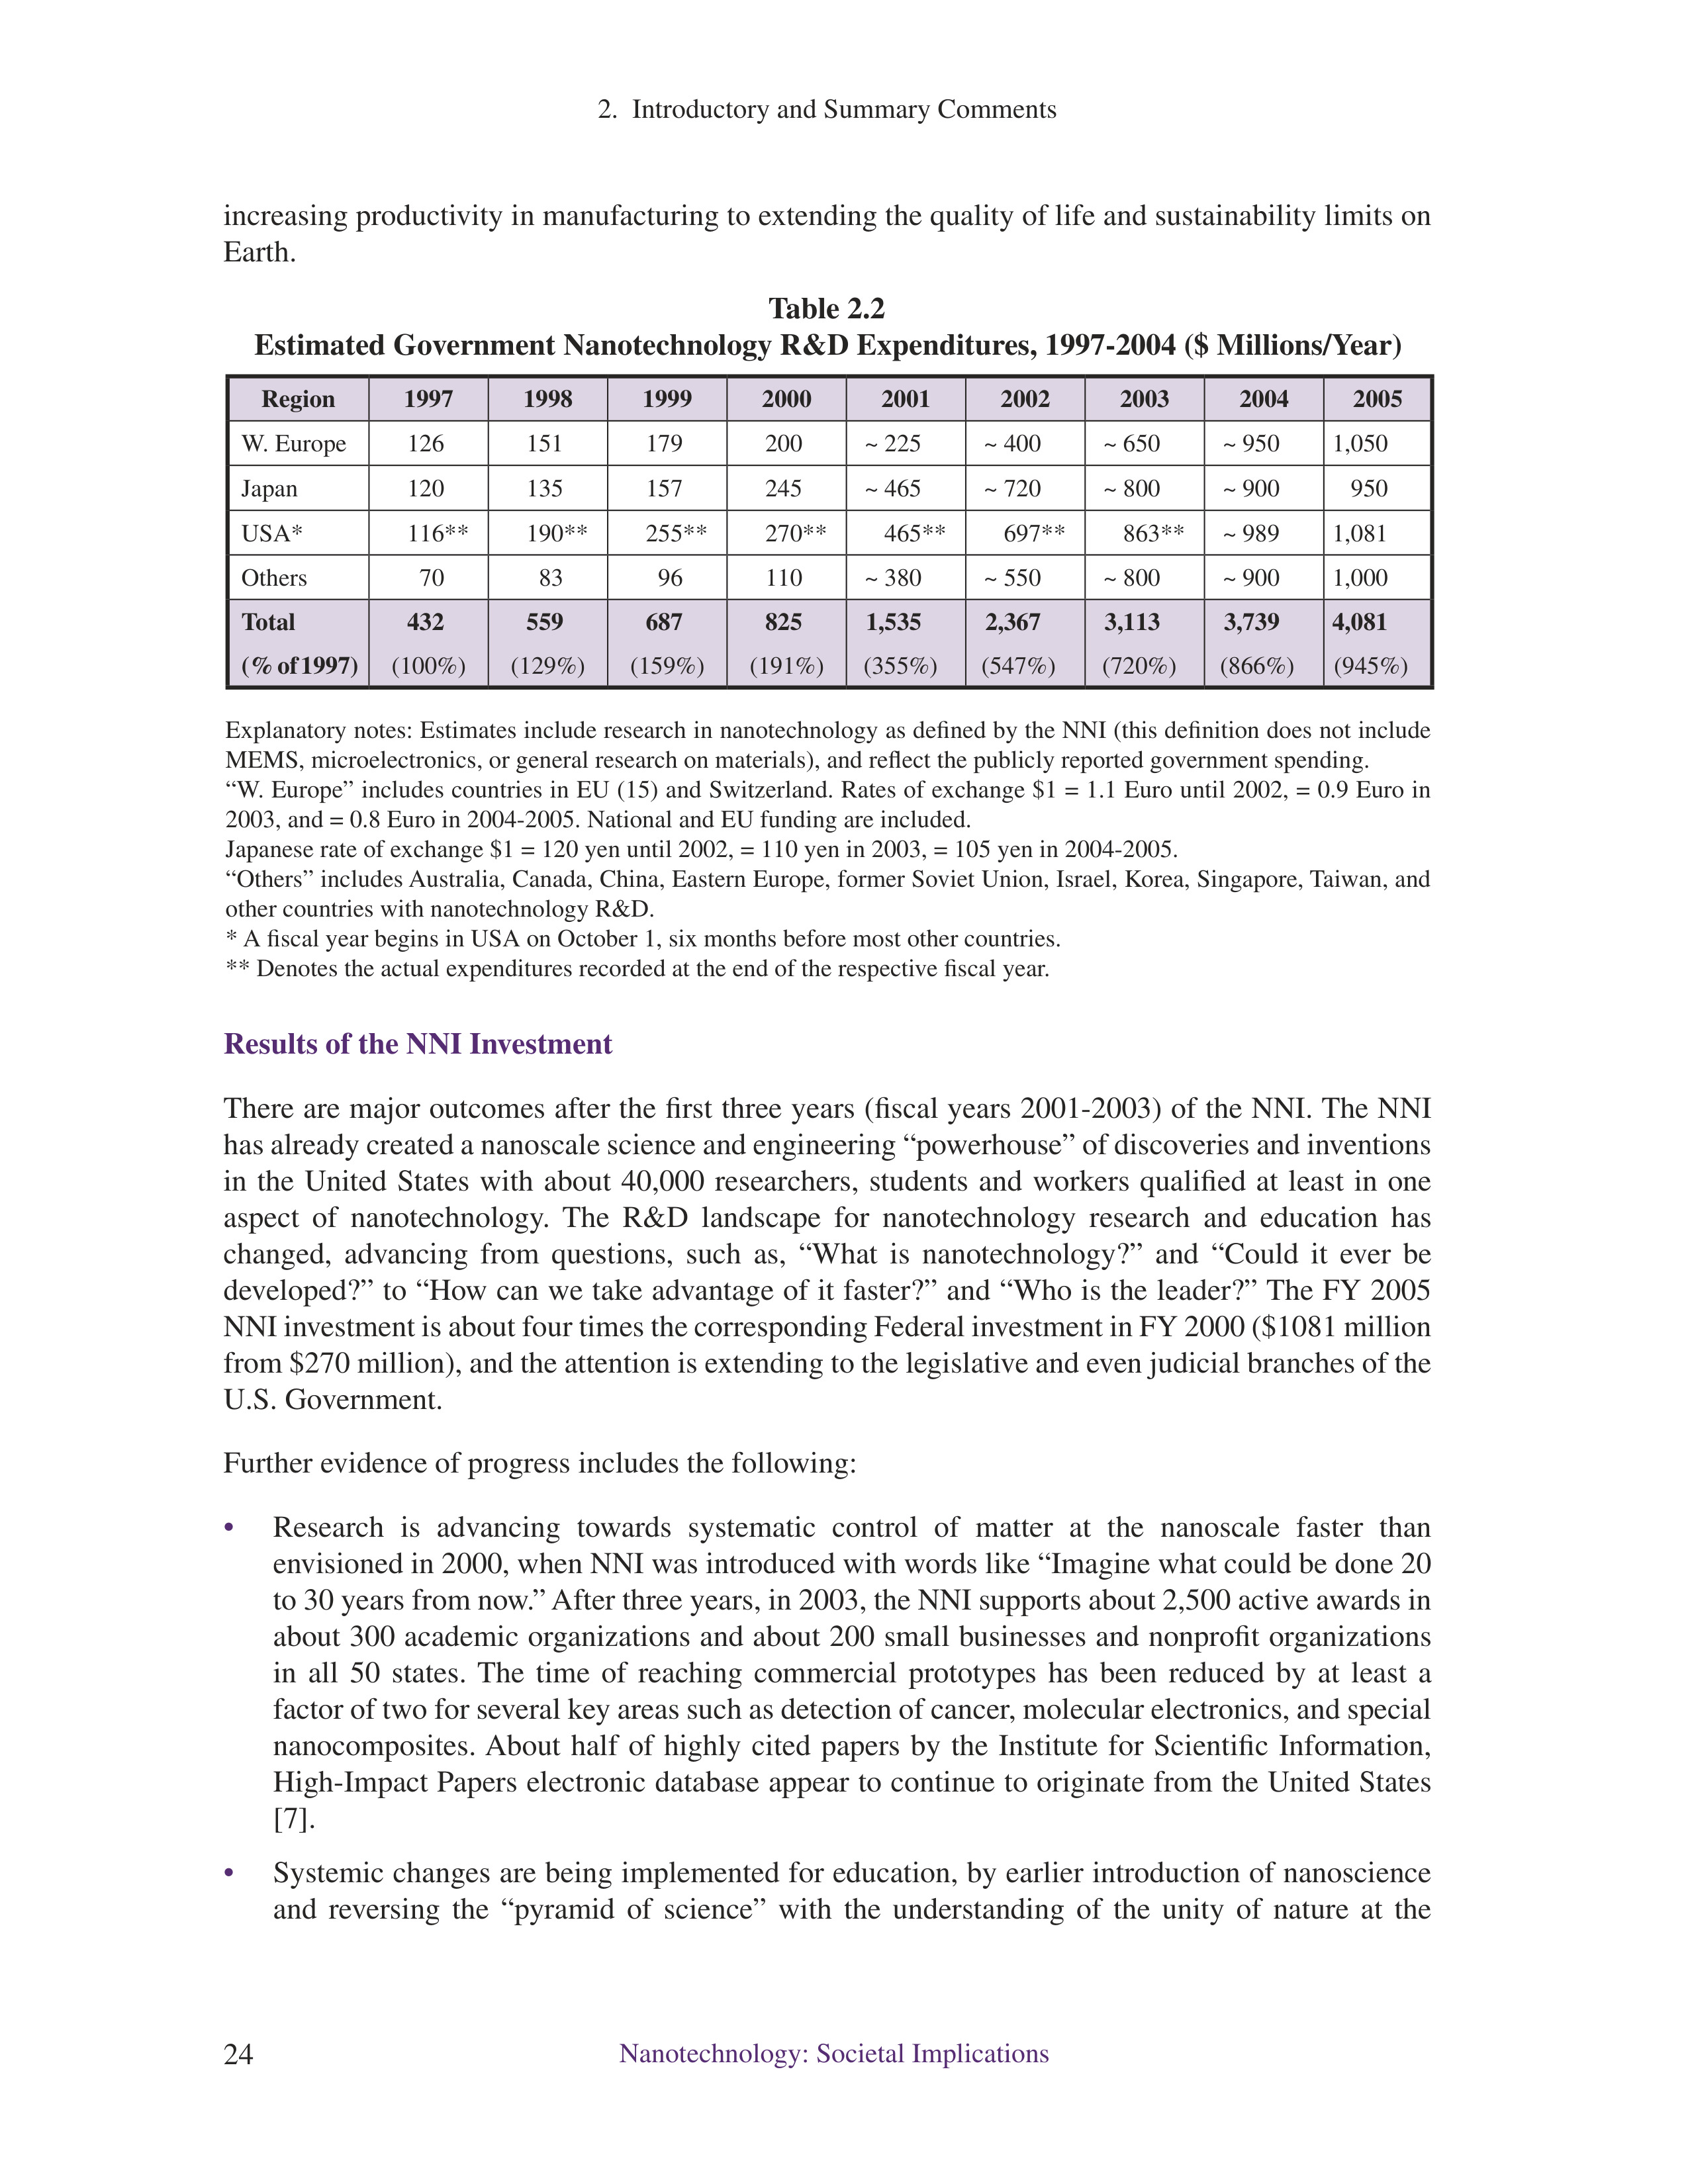 2. Introductory and Summary Comments
increasing productivity in manufacturing to extending the quality of life and sustainability limits on
Earth.
Table 2.2
Estimated Government Nanotechnology R&D Expenditures, 1997-2004 ($ Millions/Year)
Region 1997 1998 1999 2000 2001 2002 2003 2004 2005
W. Europe 126 151 179 200 ~ 225 ~ 400 ~ 650 ~ 950 1,050
Japan 120 135 157 245 ~ 465 ~ 720 ~ 800 ~ 900 950
USA* 116** 190** 255** 270** 465** 697** 863** ~ 989 1,081
Others 70 83 96 110 ~ 380 ~ 550 ~ 800 ~ 900 1,000
Total 432 559 687 825 1,535 2,367 3,113 3,739 4,081
(% of 1997) (100%) (129%) (159%) (191%) (355%) (547%) (720%) (866%) (945%)
Explanatory notes: Estimates include research in nanotechnology as defined by the NNI (this definition does not include
MEMS, microelectronics, or general research on materials), and reflect the publicly reported government spending.
“W. Europe” includes countries in EU (15) and Switzerland. Rates of exchange $1 = 1.1 Euro until 2002, = 0.9 Euro in
2003, and = 0.8 Euro in 2004-2005. National and EU funding are included.
Japanese rate of exchange $1 = 120 yen until 2002, = 110 yen in 2003, = 105 yen in 2004-2005.
“Others” includes Australia, Canada, China, Eastern Europe, former Soviet Union, Israel, Korea, Singapore, Taiwan, and
other countries with nanotechnology R&D.
* A fiscal year begins in USA on October 1, six months before most other countries.
** Denotes the actual expenditures recorded at the end of the respective fiscal year.
Results of the NNI Investment
There are major outcomes after the first three years (fiscal years 2001-2003) of the NNI. The NNI
has already created a nanoscale science and engineering “powerhouse” of discoveries and inventions
in the United States with about 40,000 researchers, students and workers qualified at least in one
aspect of nanotechnology. The R&D landscape for nanotechnology research and education has
changed, advancing from questions, such as, “What is nanotechnology?” and “Could it ever be
developed?” to “How can we take advantage of it faster?” and “Who is the leader?” The FY 2005
NNI investment is about four times the corresponding Federal investment in FY 2000 ($1081 million
from $270 million), and the attention is extending to the legislative and even judicial branches of the
U.S. Government.
Further evidence of progress includes the following:
• Research is advancing towards systematic control of matter at the nanoscale faster than
envisioned in 2000, when NNI was introduced with words like “Imagine what could be done 20
to 30 years from now.” After three years, in 2003, the NNI supports about 2,500 active awards in
about 300 academic organizations and about 200 small businesses and nonprofit organizations
in all 50 states. The time of reaching commercial prototypes has been reduced by at least a
factor of two for several key areas such as detection of cancer, molecular electronics, and special
nanocomposites. About half of highly cited papers by the Institute for Scientific Information,
High-Impact Papers electronic database appear to continue to originate from the United States
[7].
• Systemic changes are being implemented for education, by earlier introduction of nanoscience
and reversing the “pyramid of science” with the understanding of the unity of nature at the
24 Nanotechnology: Societal Implications